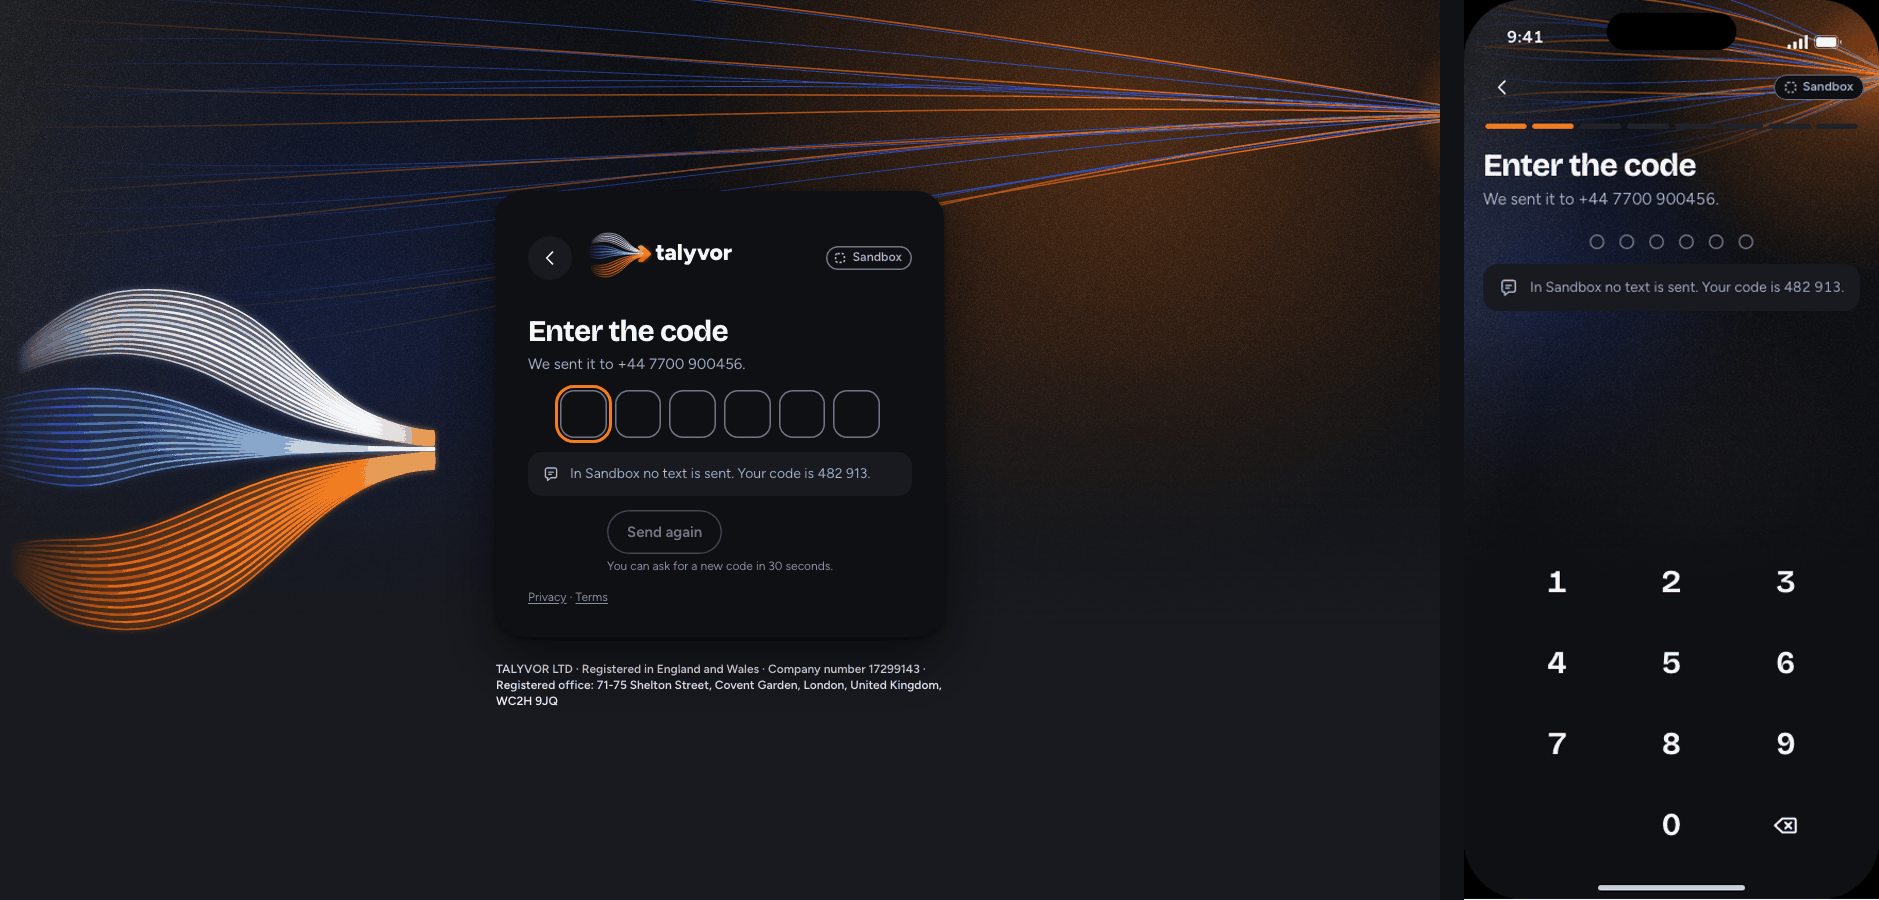 talyvor
Sandbox
Enter the code
We sent it to +44 7700 900456.
In Sandbox no text is sent. Your code is 482 913.
Send again
You can ask for a new code in 30 seconds.
Privacy · Terms
TALYVOR LTD · Registered in England and Wales · Company number 17299143 ·
Registered office: 71-75 Shelton Street, Covent Garden, London, United Kingdom,
WC2H 9JQ
9:41
Sandbox
Enter the code
We sent it to +44 7700 900456.
In Sandbox no text is sent. Your code is 482 913.
1 2 3
4 5 6
7 8 9
0